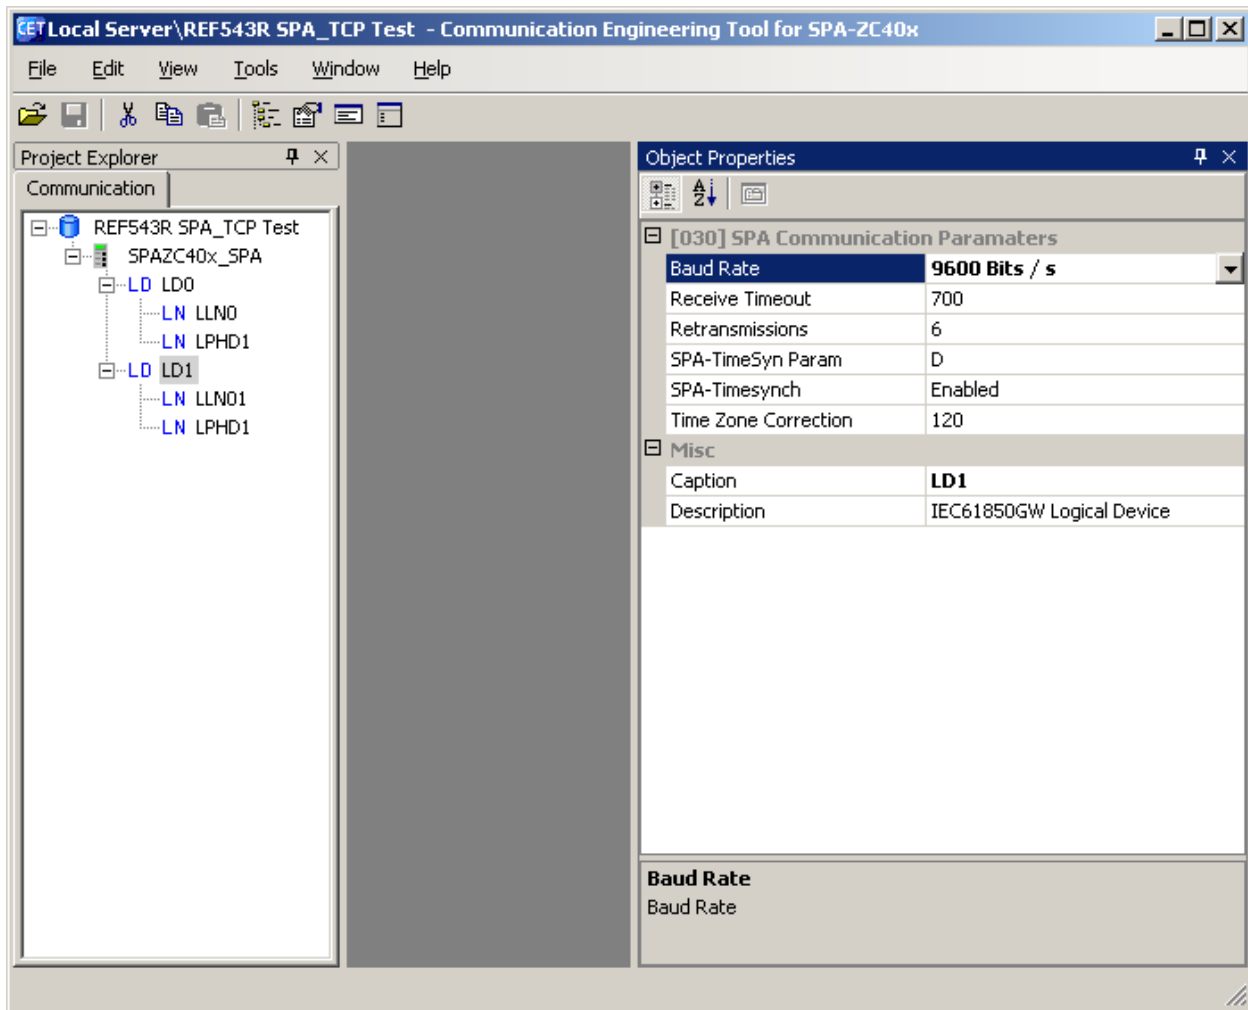 CET Local Server\REF543R SPA_TCP Test - Communication Engineering Tool for SPA-ZC40x
File Edit View Tools Window Help
Project Explorer
Communication
REF543R SPA_TCP Test
SPAZC40x_SPA
LD LD0
LN LLN0
LN LPHD1
LD LD1
LN LLN01
LN LPHD1
Object Properties
A Z
[030] SPA Communication Paramaters
Baud Rate 9600 Bits / s
Receive Timeout 700
Retransmissions 6
SPA-TimeSyn Param D
SPA-Timesynch Enabled
Time Zone Correction 120
Misc
Caption LD1
Description IEC61850GW Logical Device
Baud Rate
Baud Rate